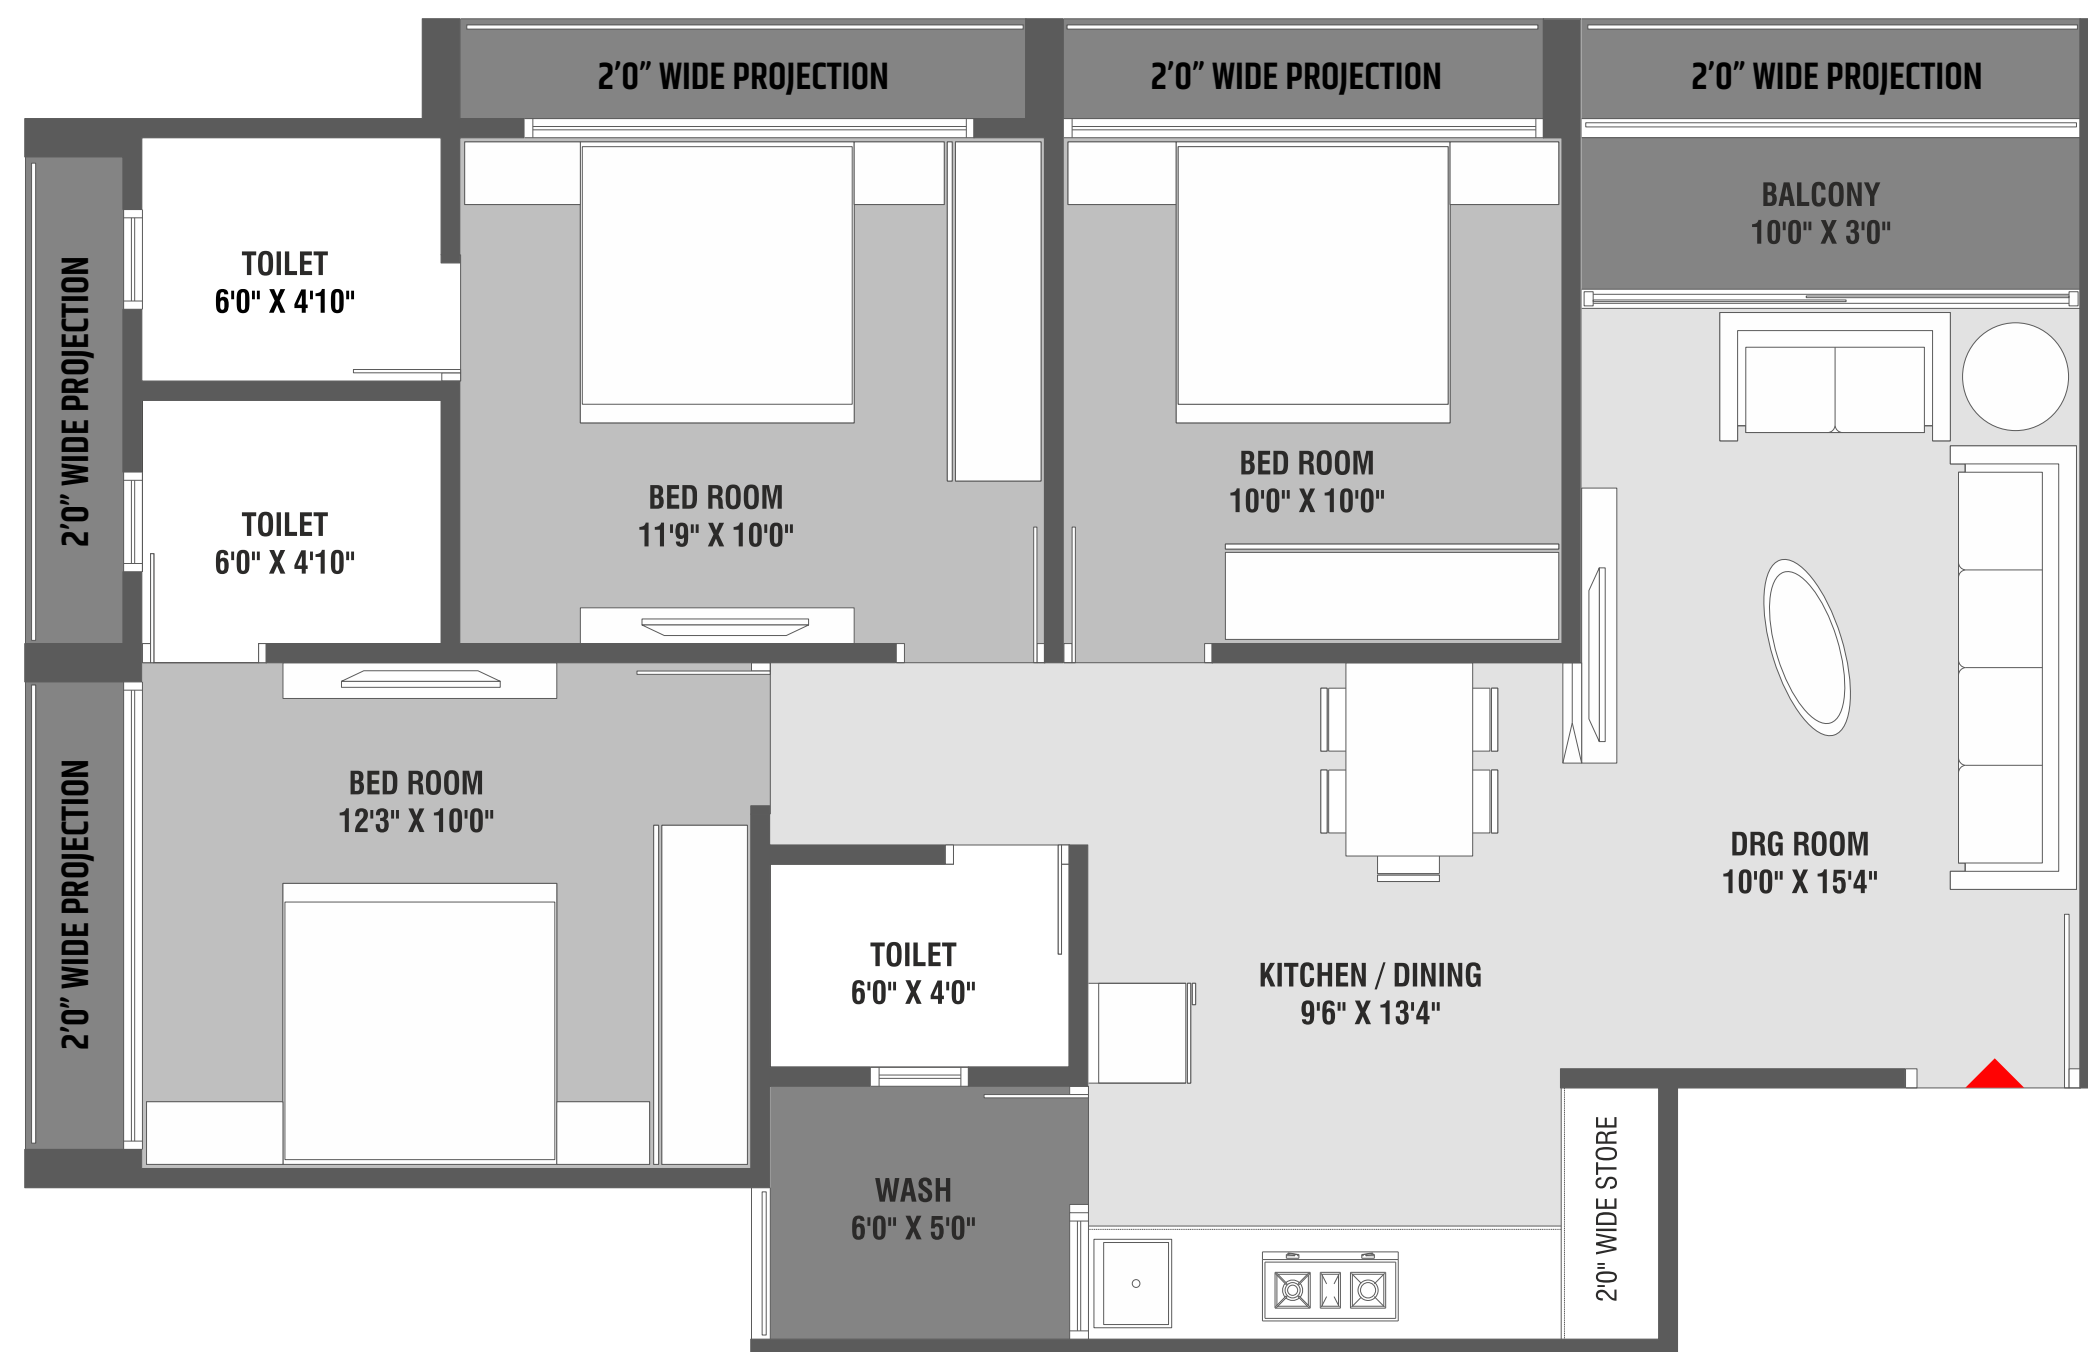 2’0” WIDE PROJECTION
2’0” WIDE PROJECTION
2’0” WIDE PROJECTION
BALCONY
10'0" X 3'0"
TOILET
6'0" X 4'10"
2’0” WIDE PROJECTION
TOILET
6'0" X 4'10"
BED ROOM
11'9" X 10'0"
BED ROOM
10'0" X 10'0"
BED ROOM
12'3" X 10'0"
2’0” WIDE PROJECTION
DRG ROOM
10'0" X 15'4"
TOILET
6'0" X 4'0"
KITCHEN / DINING
9'6" X 13'4"
WASH
6'0" X 5'0"
2'0" WIDE STORE